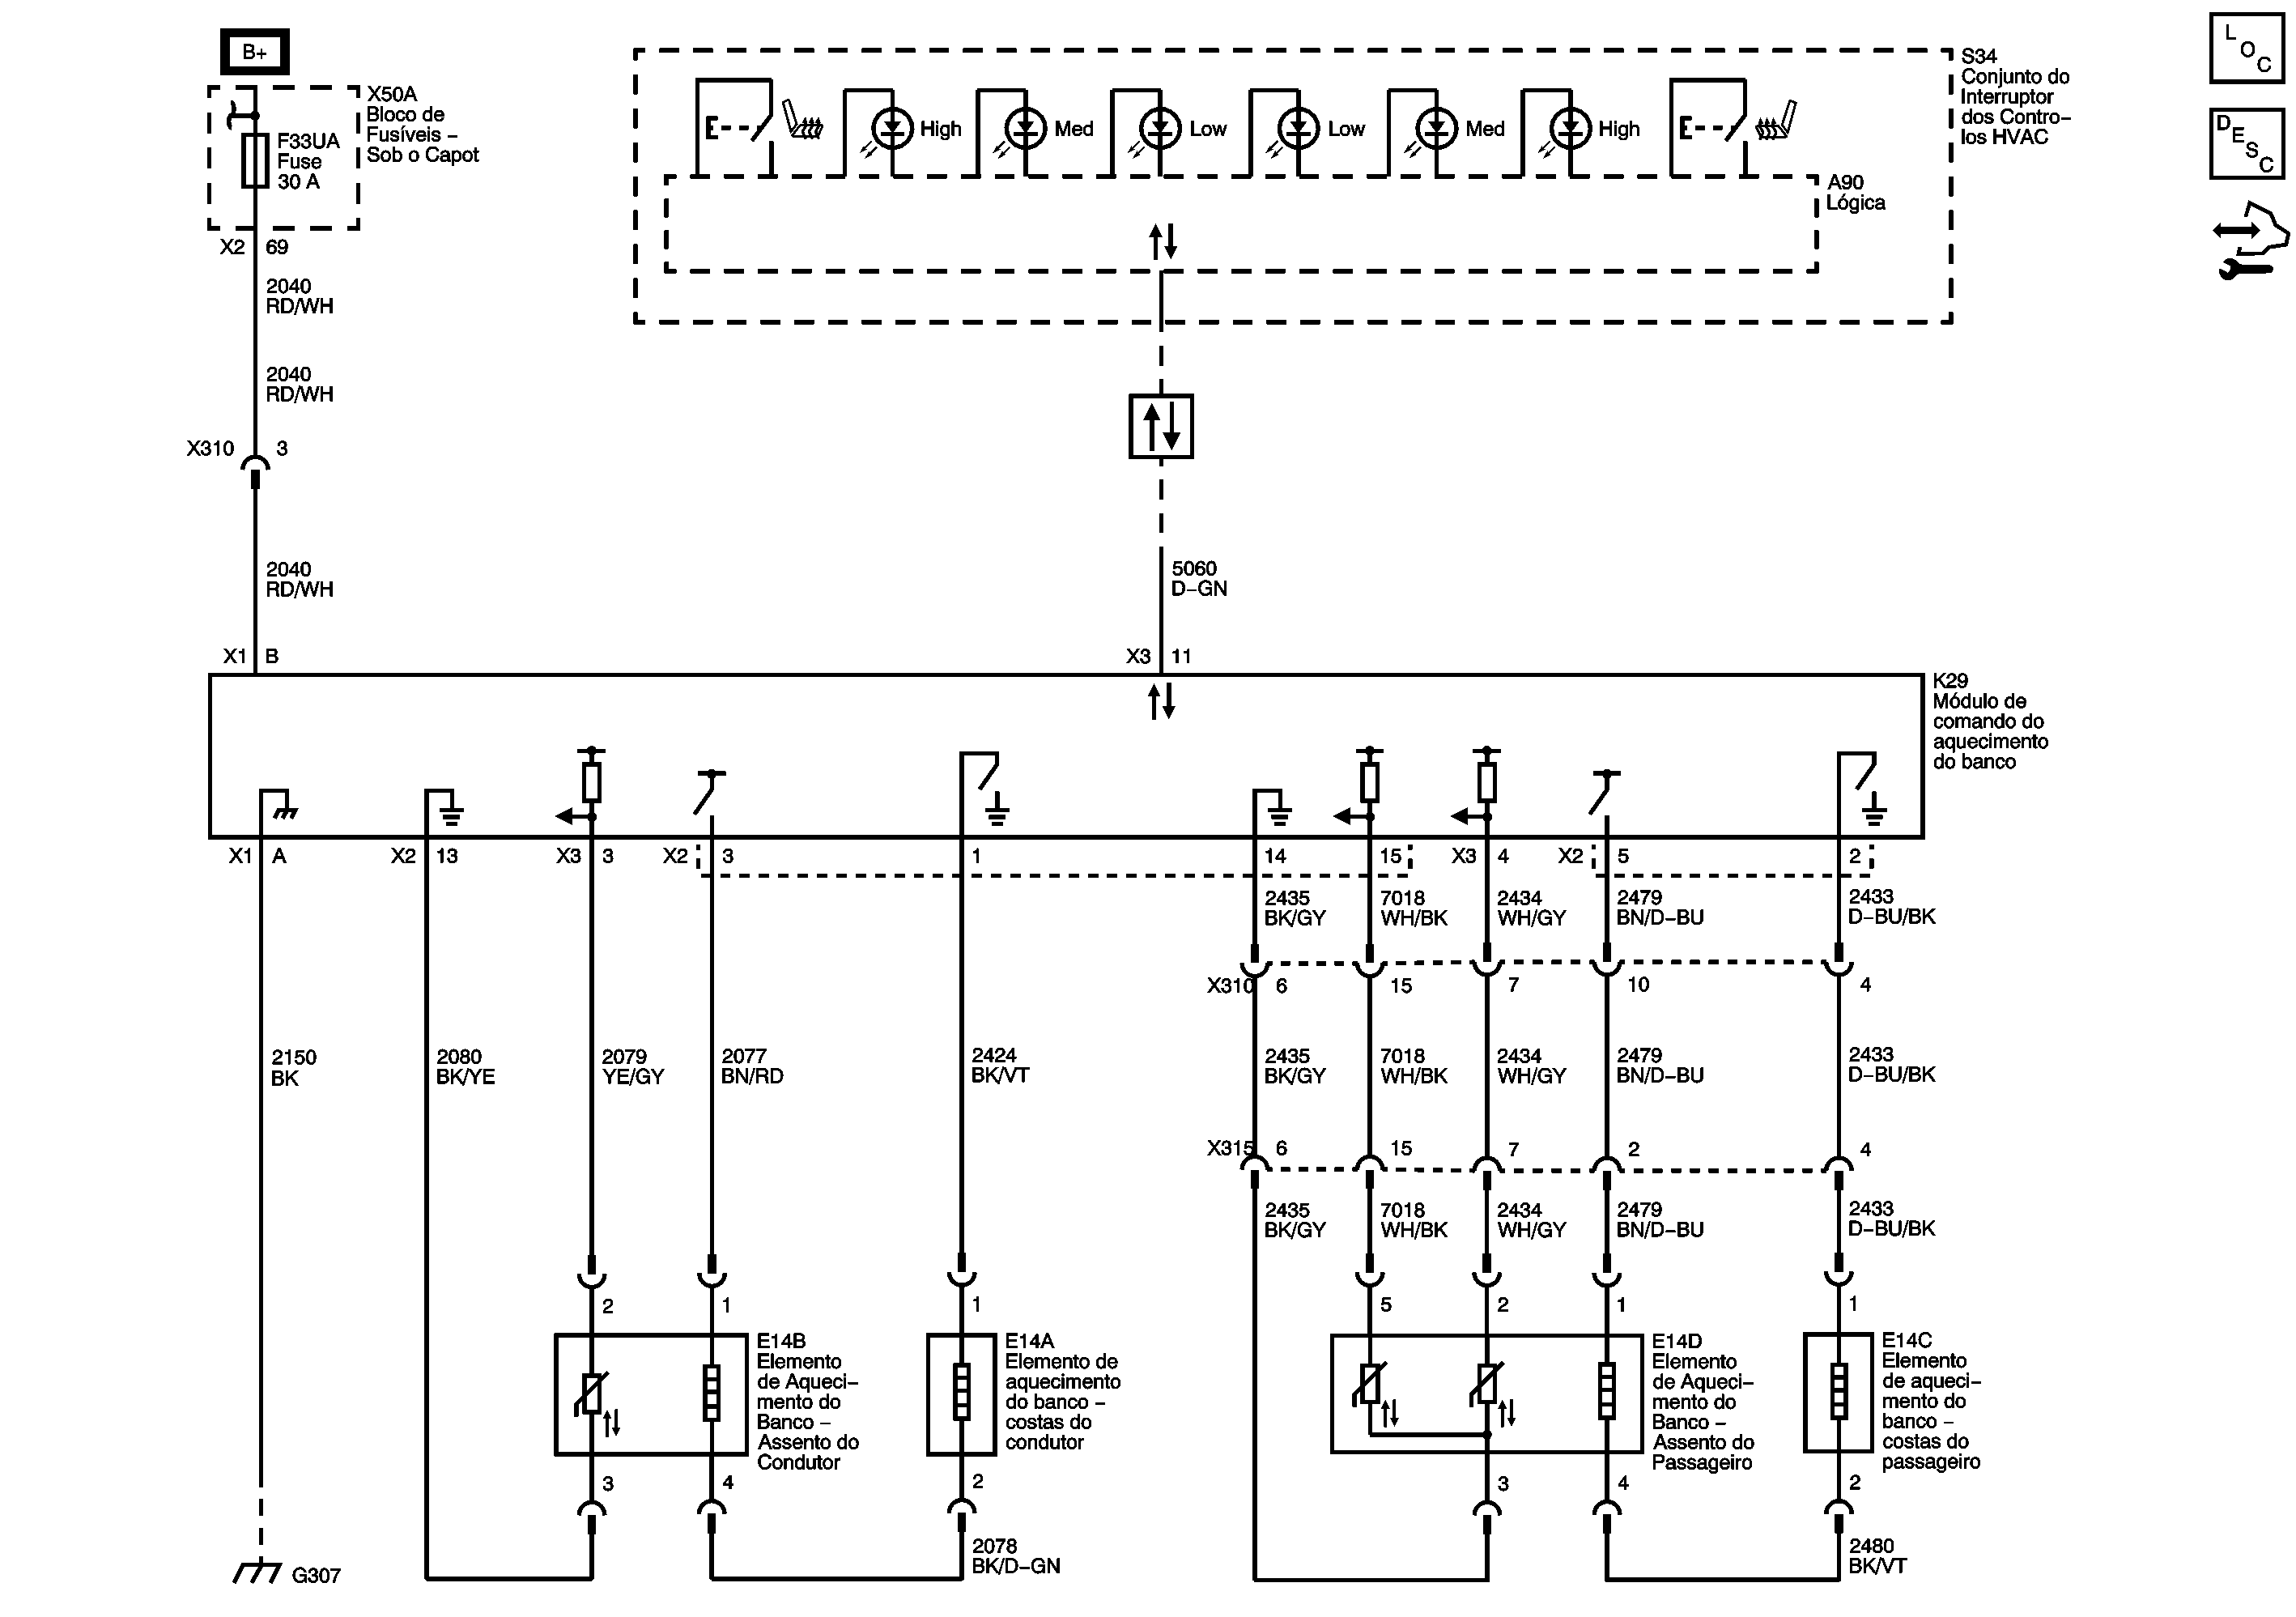 B+
X50A
Bloco de
Fusíveis –
Sob o Capot
F33UA
Fuse
30 A
X2 69
2040
RD/WH
2040
RD/WH
X310 3
2040
RD/WH
X1 B
High
Med
Low
Low
Med
High
S34
Conjunto do
Interruptor
dos Contro–
los HVAC
A90
Lógica
L
O
C
D
E
S
C
5060
D–GN
X3 11
K29
Módulo de
comando do
aquecimento
do banco
X1 A
X2 13
X3 3
X2 3
1
14
15
X3 4
X2 5
2
2435
BK/GY
7018
WH/BK
2434
WH/GY
2479
BN/D–BU
2433
D–BU/BK
X310 6
15
7
10
4
2150
BK
2080
BK/YE
2079
YE/GY
2077
BN/RD
2424
BK/VT
2435
BK/GY
7018
WH/BK
2434
WH/GY
2479
BN/D–BU
2433
D–BU/BK
X315 6
15
7
2
4
2435
BK/GY
7018
WH/BK
2434
WH/GY
2479
BN/D–BU
2433
D–BU/BK
2
1
1
5
2
1
1
E14B
Elemento
de Aqueci–
mento do
Banco –
Assento do
Condutor
E14A
Elemento de
aquecimento
do banco –
costas do
condutor
E14D
Elemento
de Aqueci–
mento do
Banco –
Assento do
Passageiro
E14C
Elemento
de aqueci–
mento do
banco –
costas do
passageiro
3
4
2
3
4
2
2078
BK/D–GN
2480
BK/VT
G307